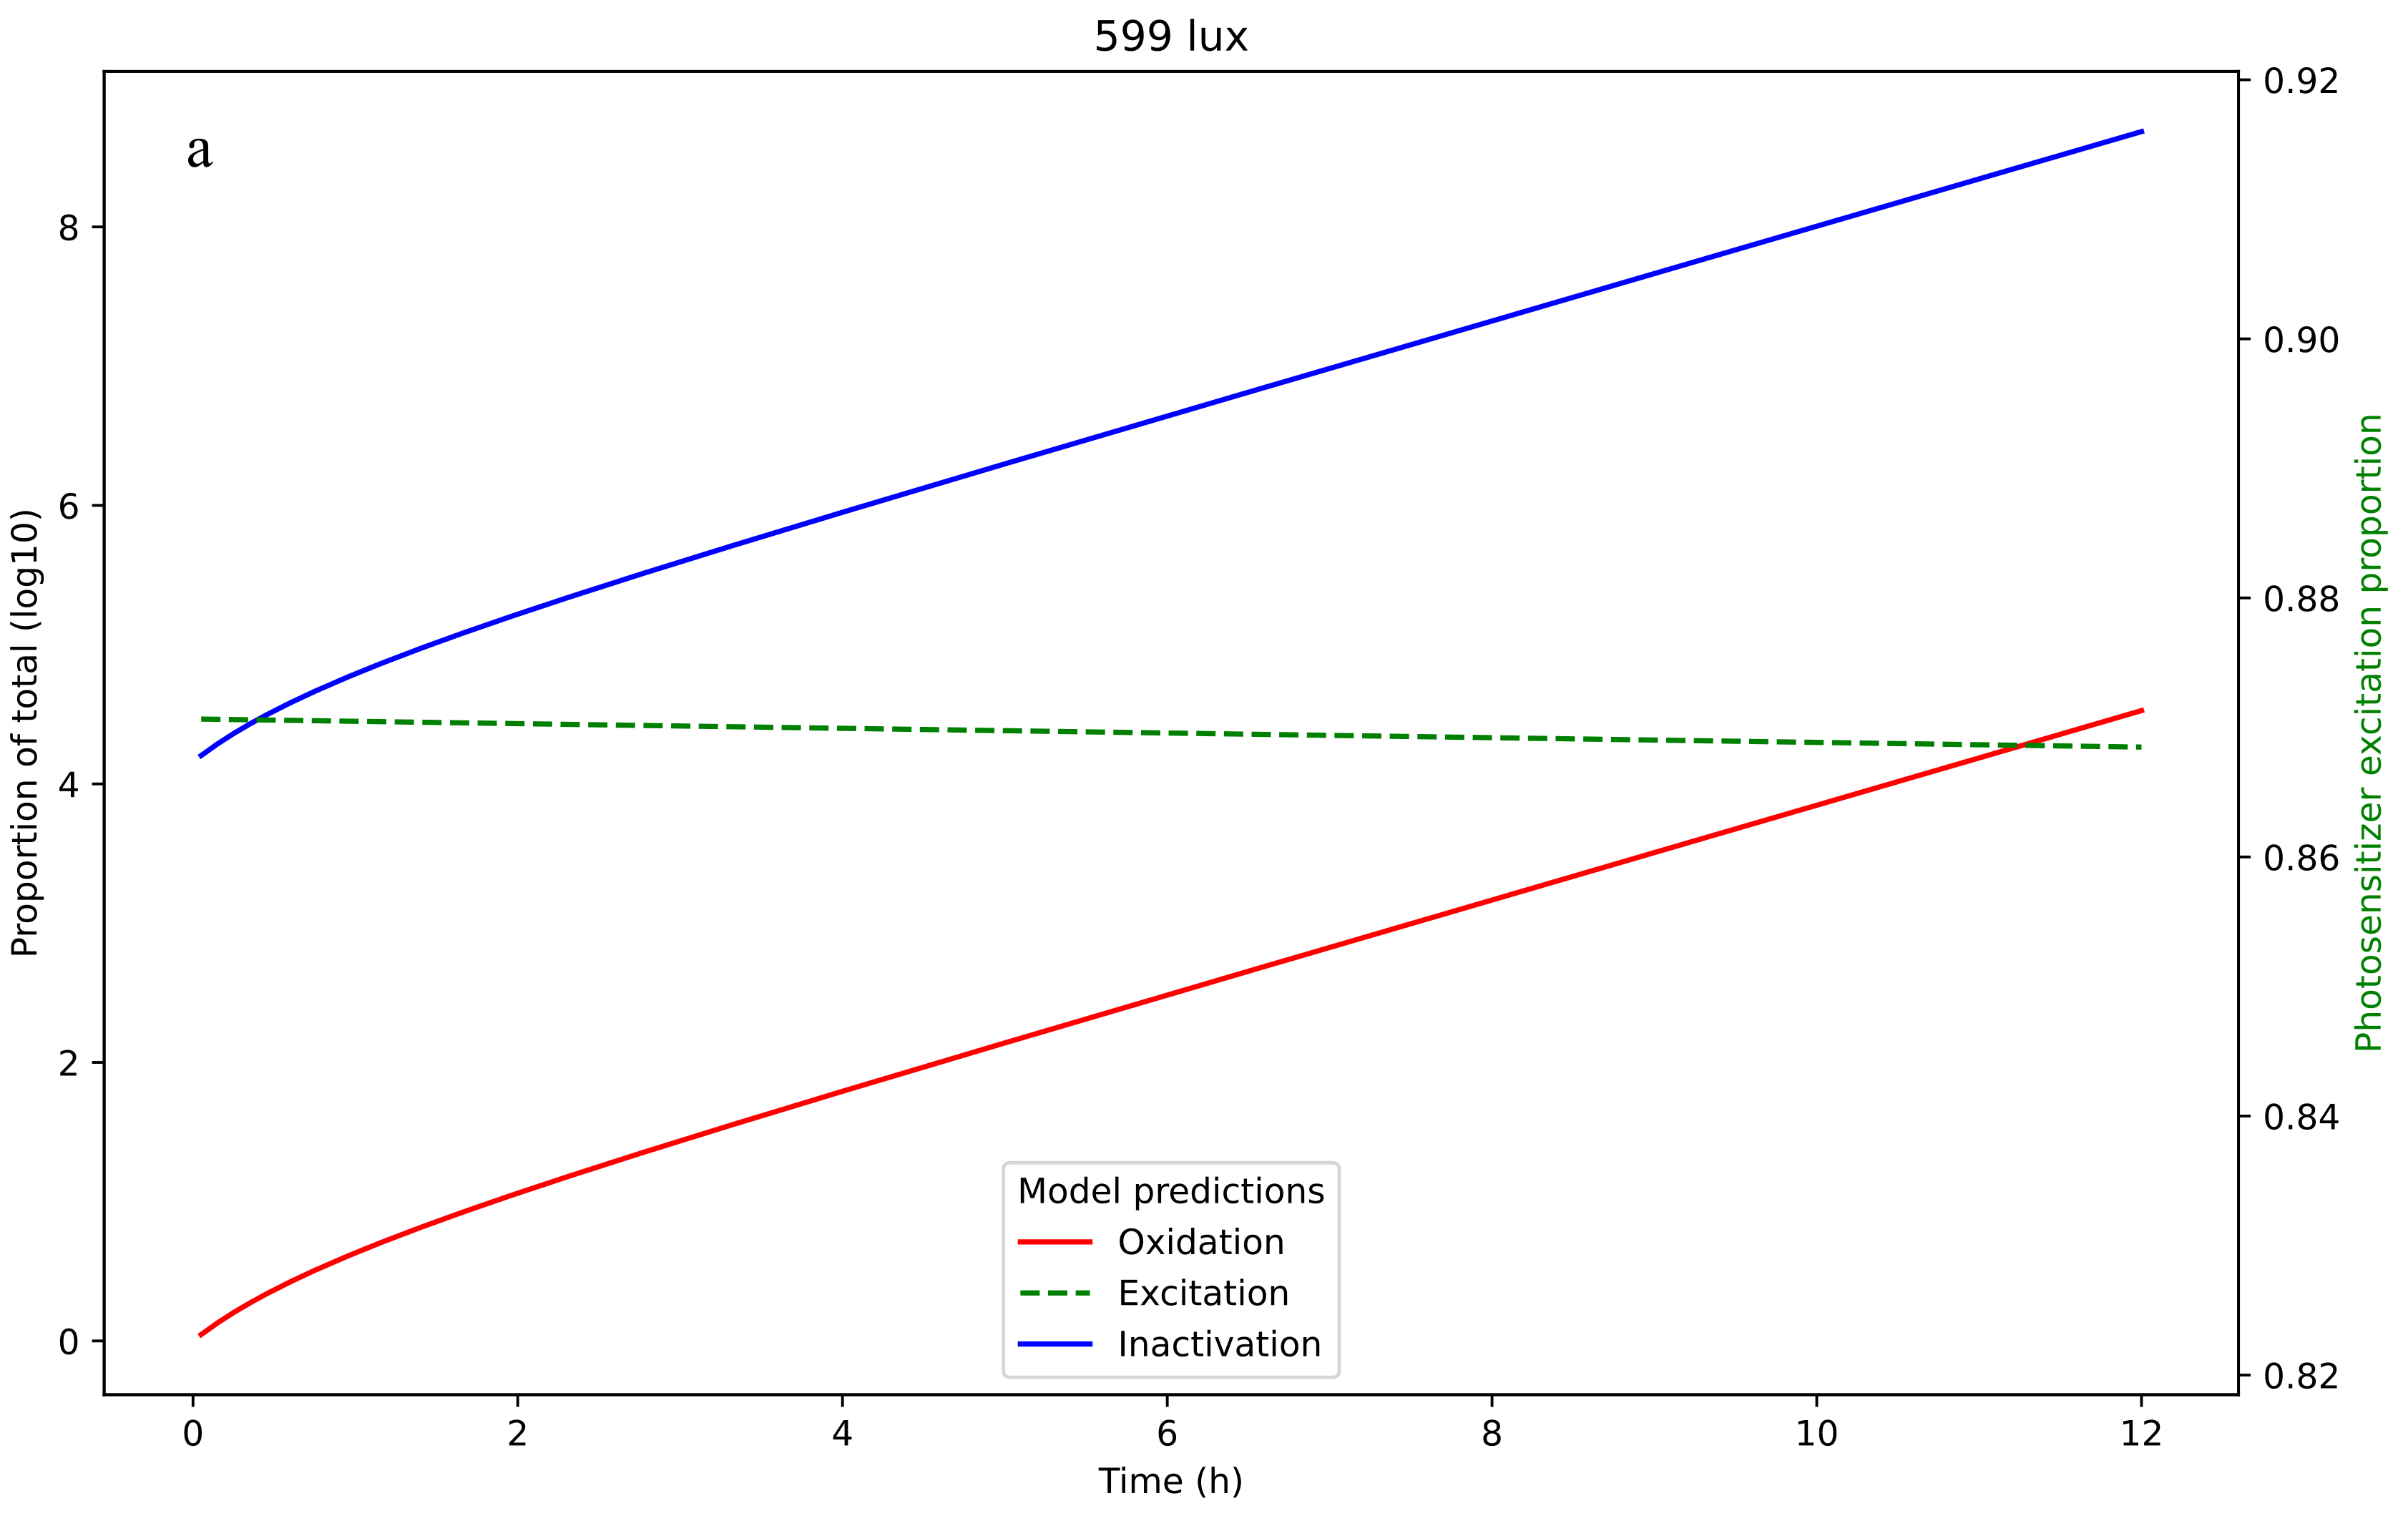 599 lux
a
Proportion of total (log10)
8
6
4
2
0
0.92
0.90
0.88
0.86
0.84
0.82
Photosensitizer excitation proportion
Model predictions
Oxidation
Excitation
Inactivation
0 2 4 6 8 10 12
Time (h)